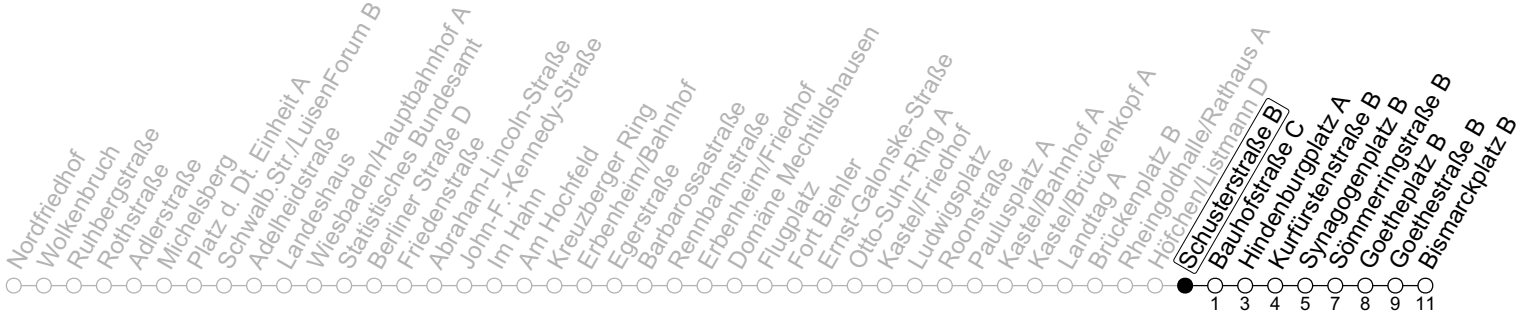 Nordfriedhof
Wolkenbruch
Ruhbergstraße
Rothstraße
Adlerstraße
Michelsberg
Platz d. Dt. Einheit A
Schwalb.Str./LuisenForum B
Adelheidstraße
Landeshaus
Wiesbaden/Hauptbahnhof A
Statistisches Bundesamt
Berliner Straße D
Friedenstraße
Abraham-Lincoln-Straße
John-F.-Kennedy-Straße
Im Hahn
Am Hochfeld
Kreuzberger Ring
Erbenheim/Bahnhof
Egerstraße
Barbarossastraße
Rennbahnstraße
Erbenheim/Friedhof
Domäne Mechtildshausen
Flugplatz
Fort Biehler
Ernst-Galonske-Straße
Otto-Suhr-Ring A
Kastel/Friedhof
Ludwigsplatz
Roonstraße
Paulusplatz A
Kastel/Bahnhof A
Kastel/Brückenkopf A
Landtag A
Brückenplatz B
Rheingoldhalle/Rathaus A
Höfchen/Listmann D
Schusterstraße B
Bauhofstraße C
Hindenburgplatz A
Kurfürstenstraße B
Synagogenplatz B
Sömmerringstraße B
Goetheplatz B
Goethestraße B
Bismarckplatz B
1 3 4 5 7 8 9 11